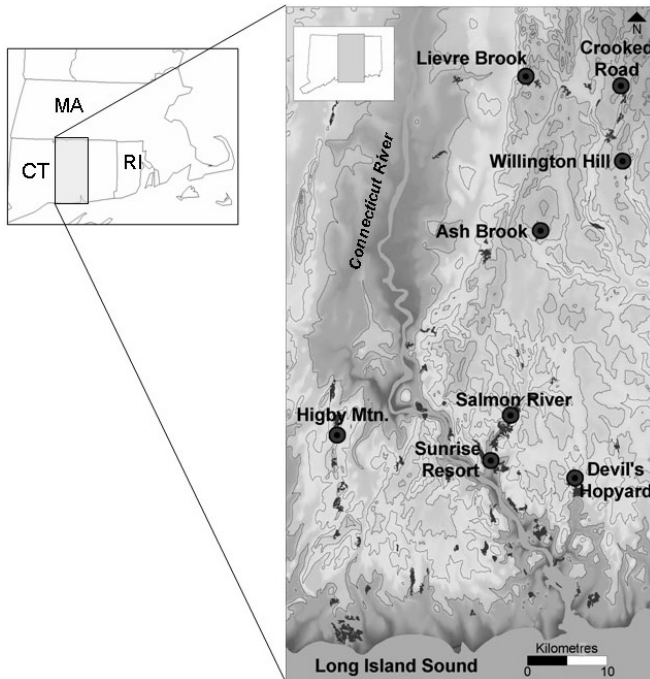 MA
CT
RI
N
Lievre Brook
Crooked
Road
Connecticut River
Willington Hill
Ash Brook
Salmon River
Higby Mtn.
Sunrise
Resort
Devil's
Hopyard
Kilometres
0
10
Long Island Sound